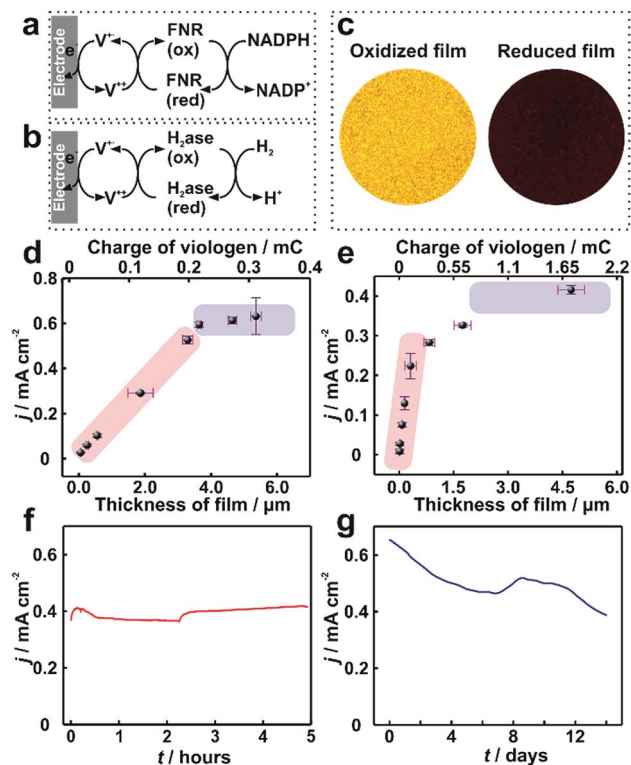 a
Electrode
e⁻
V⁺·
V⁺⁺
FNR
(ox)
FNR
(red)
NADPH
NADP⁺
b
Electrode
e⁻
V⁺·
V⁺⁺
H₂ase
(ox)
H₂ase
(red)
H₂
H⁺
c
Oxidized film Reduced film
d
Charge of viologen / mC
0 0.1 0.2 0.3 0.4
j / mA cm⁻²
0.8
0.6
0.4
0.2
0
0.0 2.0 4.0 6.0
Thickness of film / µm
e
Charge of viologen / mC
0 0.55 1.1 1.65 2.2
j / mA cm⁻²
0.4
0.3
0.2
0.1
0
0.0 1.5 3.0 4.5 6.0
Thickness of film / µm
f
j / mA cm⁻²
0.6
0.4
0.2
0
0 1 2 3 4 5
t / hours
g
j / mA cm⁻²
0.6
0.4
0.2
0
0 4 8 12
t / days